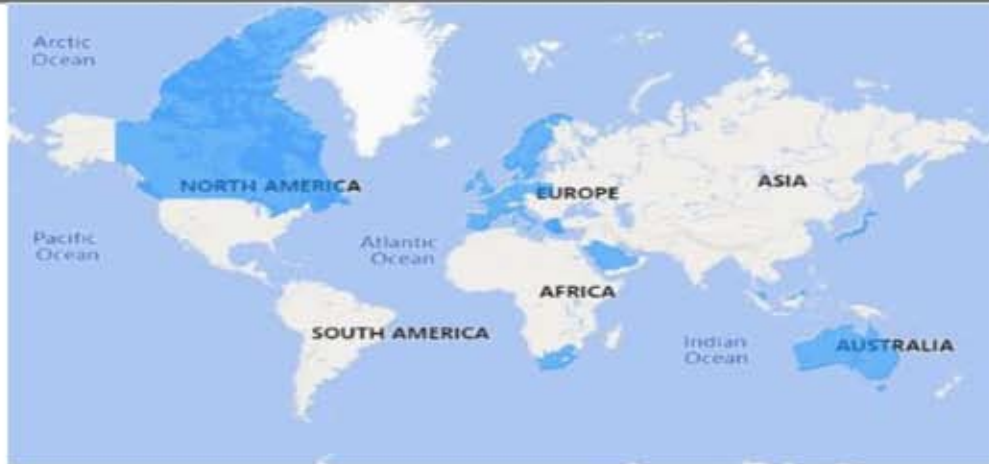 Arctic
Ocean
NORTH AMERICA
EUROPE
ASIA
Pacific
Ocean
Atlantic
Ocean
AFRICA
SOUTH AMERICA
Indian
Ocean
AUSTRALIA